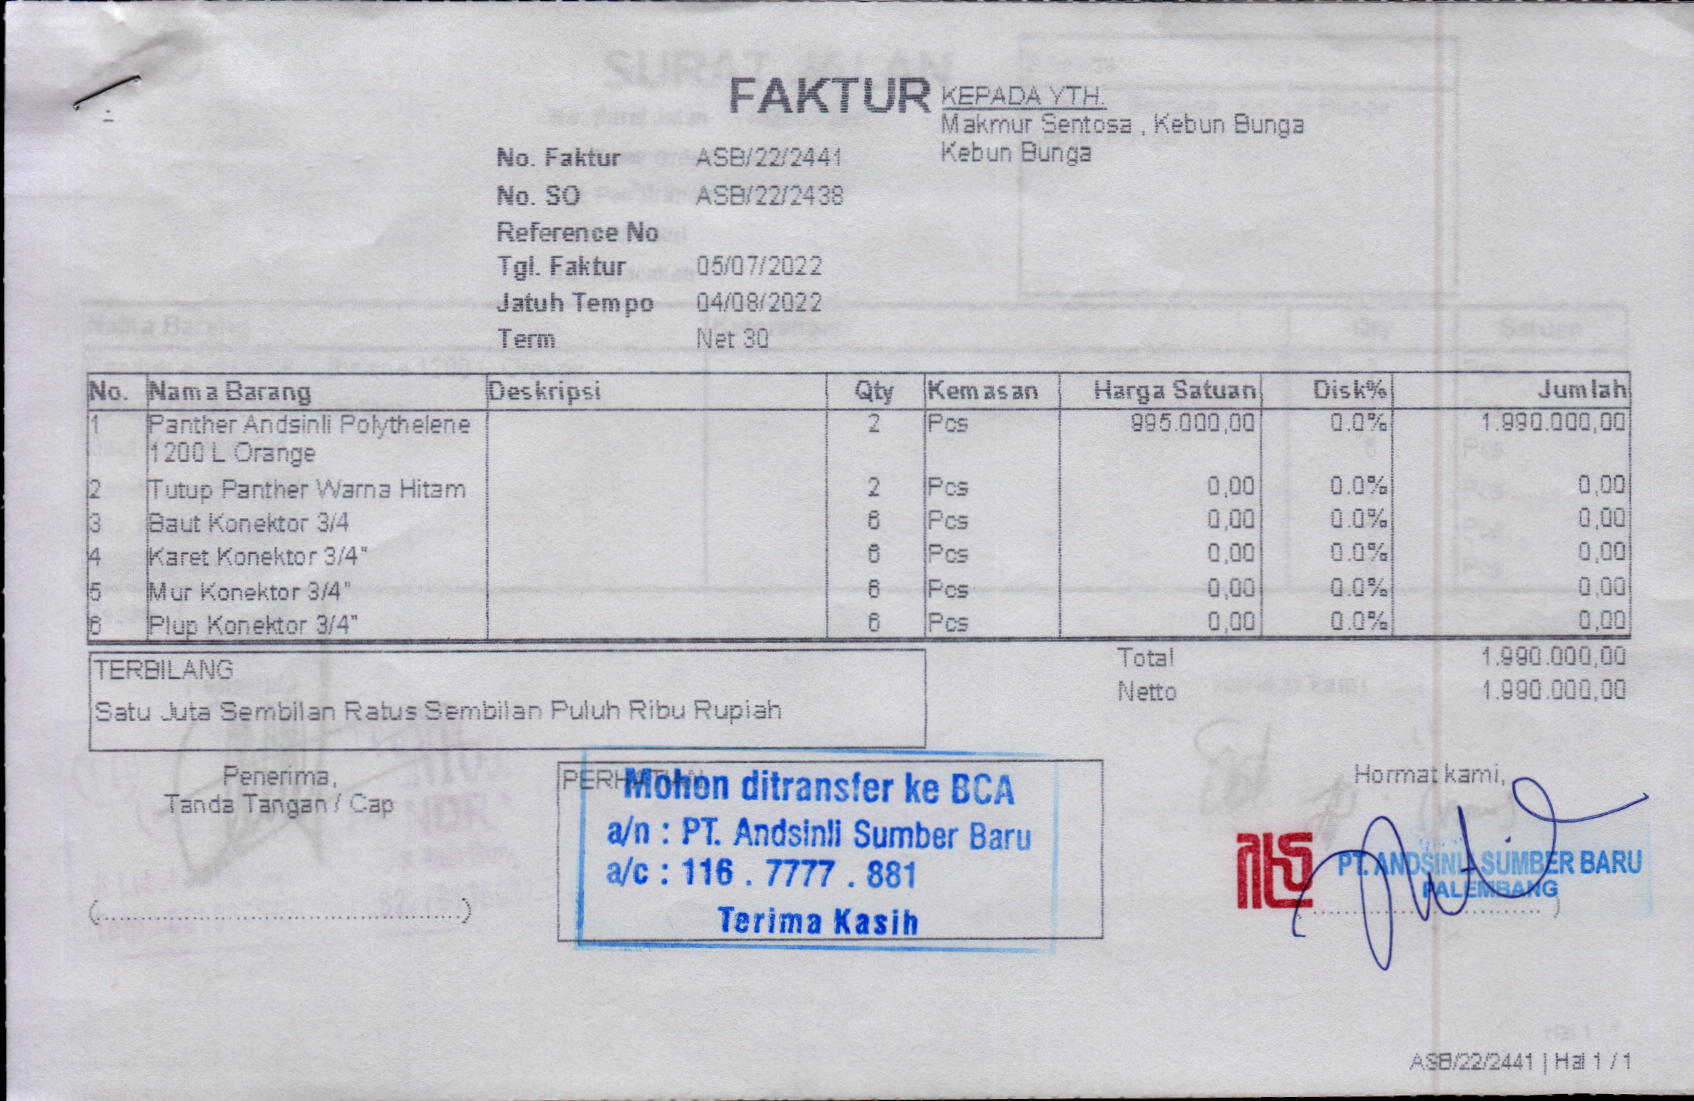 FAKTUR
KEPADA YTH.
Makmur Sentosa , Kebun Bunga
Kebun Bunga
No. Faktur ASB/22/2441
No. SO ASB/22/2438
Reference No
Tgl. Faktur 05/07/2022
Jatuh Tempo 04/08/2022
Term Net 30
No. Nama Barang Deskripsi Qty Kemasan Harga Satuan Disk% Jumlah
1 Panther Andsinli Polythelene 2 Pcs 995.000,00 0.0% 1.990.000,00
1200 L Orange
2 Tutup Panther Warna Hitam 2 Pcs 0,00 0.0% 0,00
3 Baut Konektor 3/4 6 Pcs 0,00 0.0% 0,00
4 Karet Konektor 3/4" 6 Pcs 0,00 0.0% 0,00
5 Mur Konektor 3/4" 6 Pcs 0,00 0.0% 0,00
6 Plup Konektor 3/4" 6 Pcs 0,00 0.0% 0,00
TERBILANG
Satu Juta Sembilan Ratus Sembilan Puluh Ribu Rupiah
Total 1.990.000,00
Netto 1.990.000,00
Penerima,
Tanda Tangan / Cap
(..................................................)
PERHATIAN
Mohon ditransfer ke BCA
a/n : PT. Andsinli Sumber Baru
a/c : 116 . 7777 . 881
Terima Kasih
Hormat kami,
PT. ANDSINLI SUMBER BARU
PALEMBANG
ASB/22/2441 | Hal 1 / 1